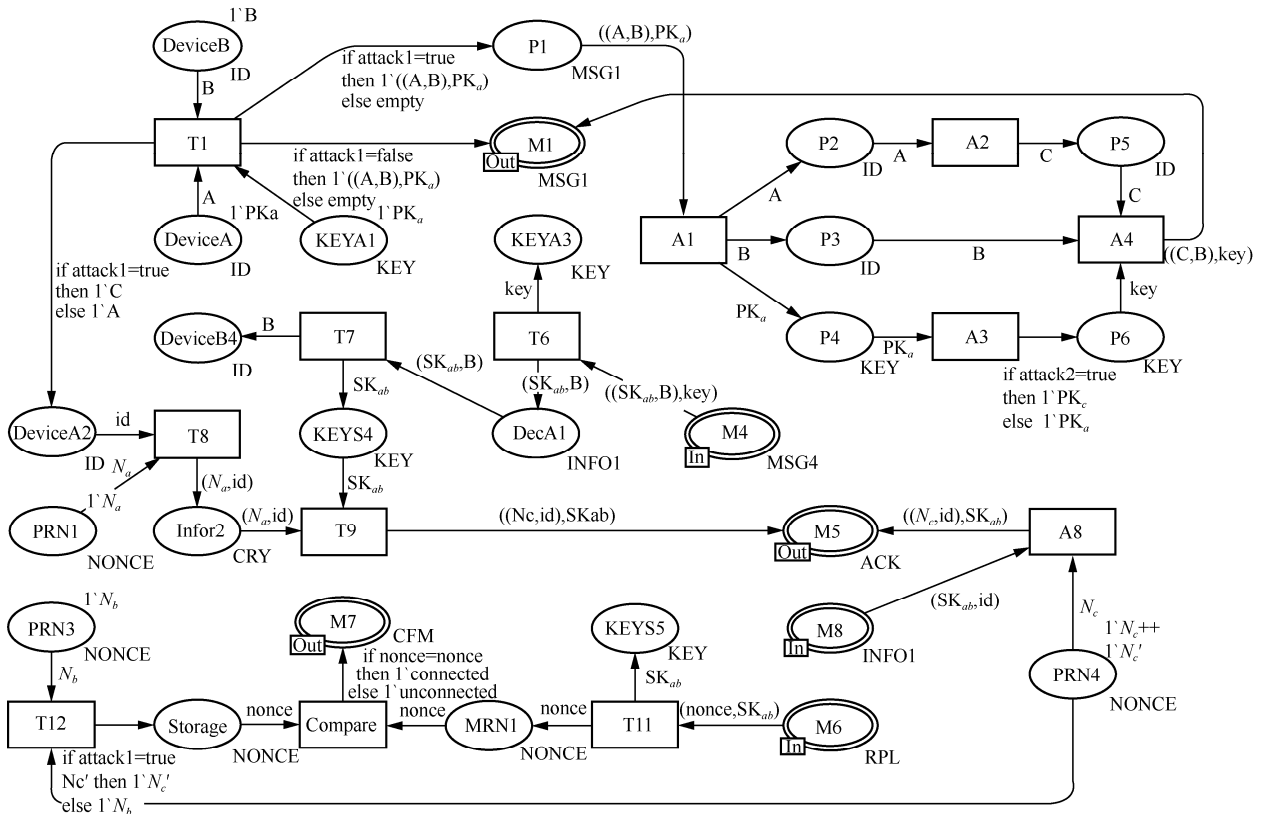 1`B
DeviceB
ID
B
if attack1=true
then 1`((A,B),PKa)
else empty
P1
MSG1
((A,B),PKa)
T1
if attack1=false
then 1`((A,B),PKa)
else empty
M1
Out
MSG1
A
1`PKa
DeviceA
ID
1`PKa
KEYA1
KEY
KEYA3
KEY
key
A1
A
B
PKa
P2
ID
A
A2
C
P5
ID
C
P3
ID
B
A4
((C,B),key)
key
P4
KEY
PKa
A3
P6
KEY
if attack2=true
then 1`PKc
else 1`PKa
if attack1=true
then 1`C
else 1`A
DeviceB4
ID
B
T7
SKab
(SKab,B)
T6
(SKab,B)
((SKab,B),key)
DeviceA2
ID
id
T8
Na
1`Na
(Na,id)
KEYS4
KEY
SKab
DecA1
INFO1
M4
In
MSG4
PRN1
NONCE
Infor2
CRY
(Na,id)
T9
((Nc,id),SKab)
M5
Out
ACK
((Nc,id),SKab)
A8
(SKab,id)
M8
In
INFO1
Nc
1`Nc++
1`Nc′
PRN4
NONCE
1`Nb
PRN3
NONCE
Nb
M7
Out
CFM
if nonce=nonce
then 1`connected
else 1`unconnected
KEYS5
KEY
SKab
T12
Storage
NONCE
nonce
Compare
nonce
MRN1
NONCE
nonce
T11
(nonce,SKab)
M6
In
RPL
if attack1=true
Nc′ then 1`Nc′
else 1`Nb